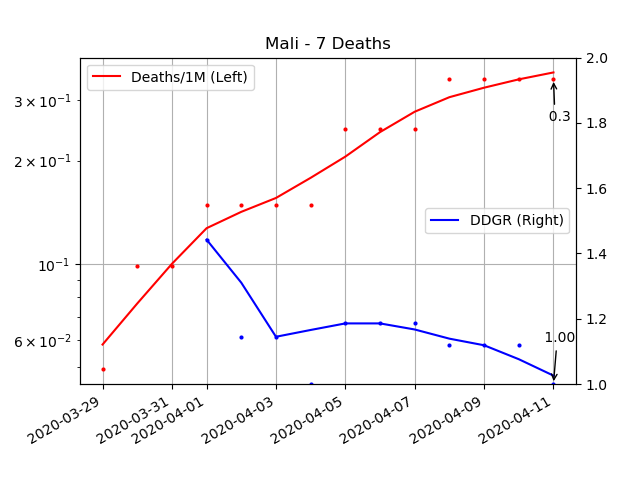 Mali - 7 Deaths
Deaths/1M (Left)
DDGR (Right)
3 × 10⁻¹
2 × 10⁻¹
10⁻¹
6 × 10⁻²
2.0
1.8
1.6
1.4
1.2
1.0
0.3
1.00
2020-03-29
2020-03-31
2020-04-01
2020-04-03
2020-04-05
2020-04-07
2020-04-09
2020-04-11